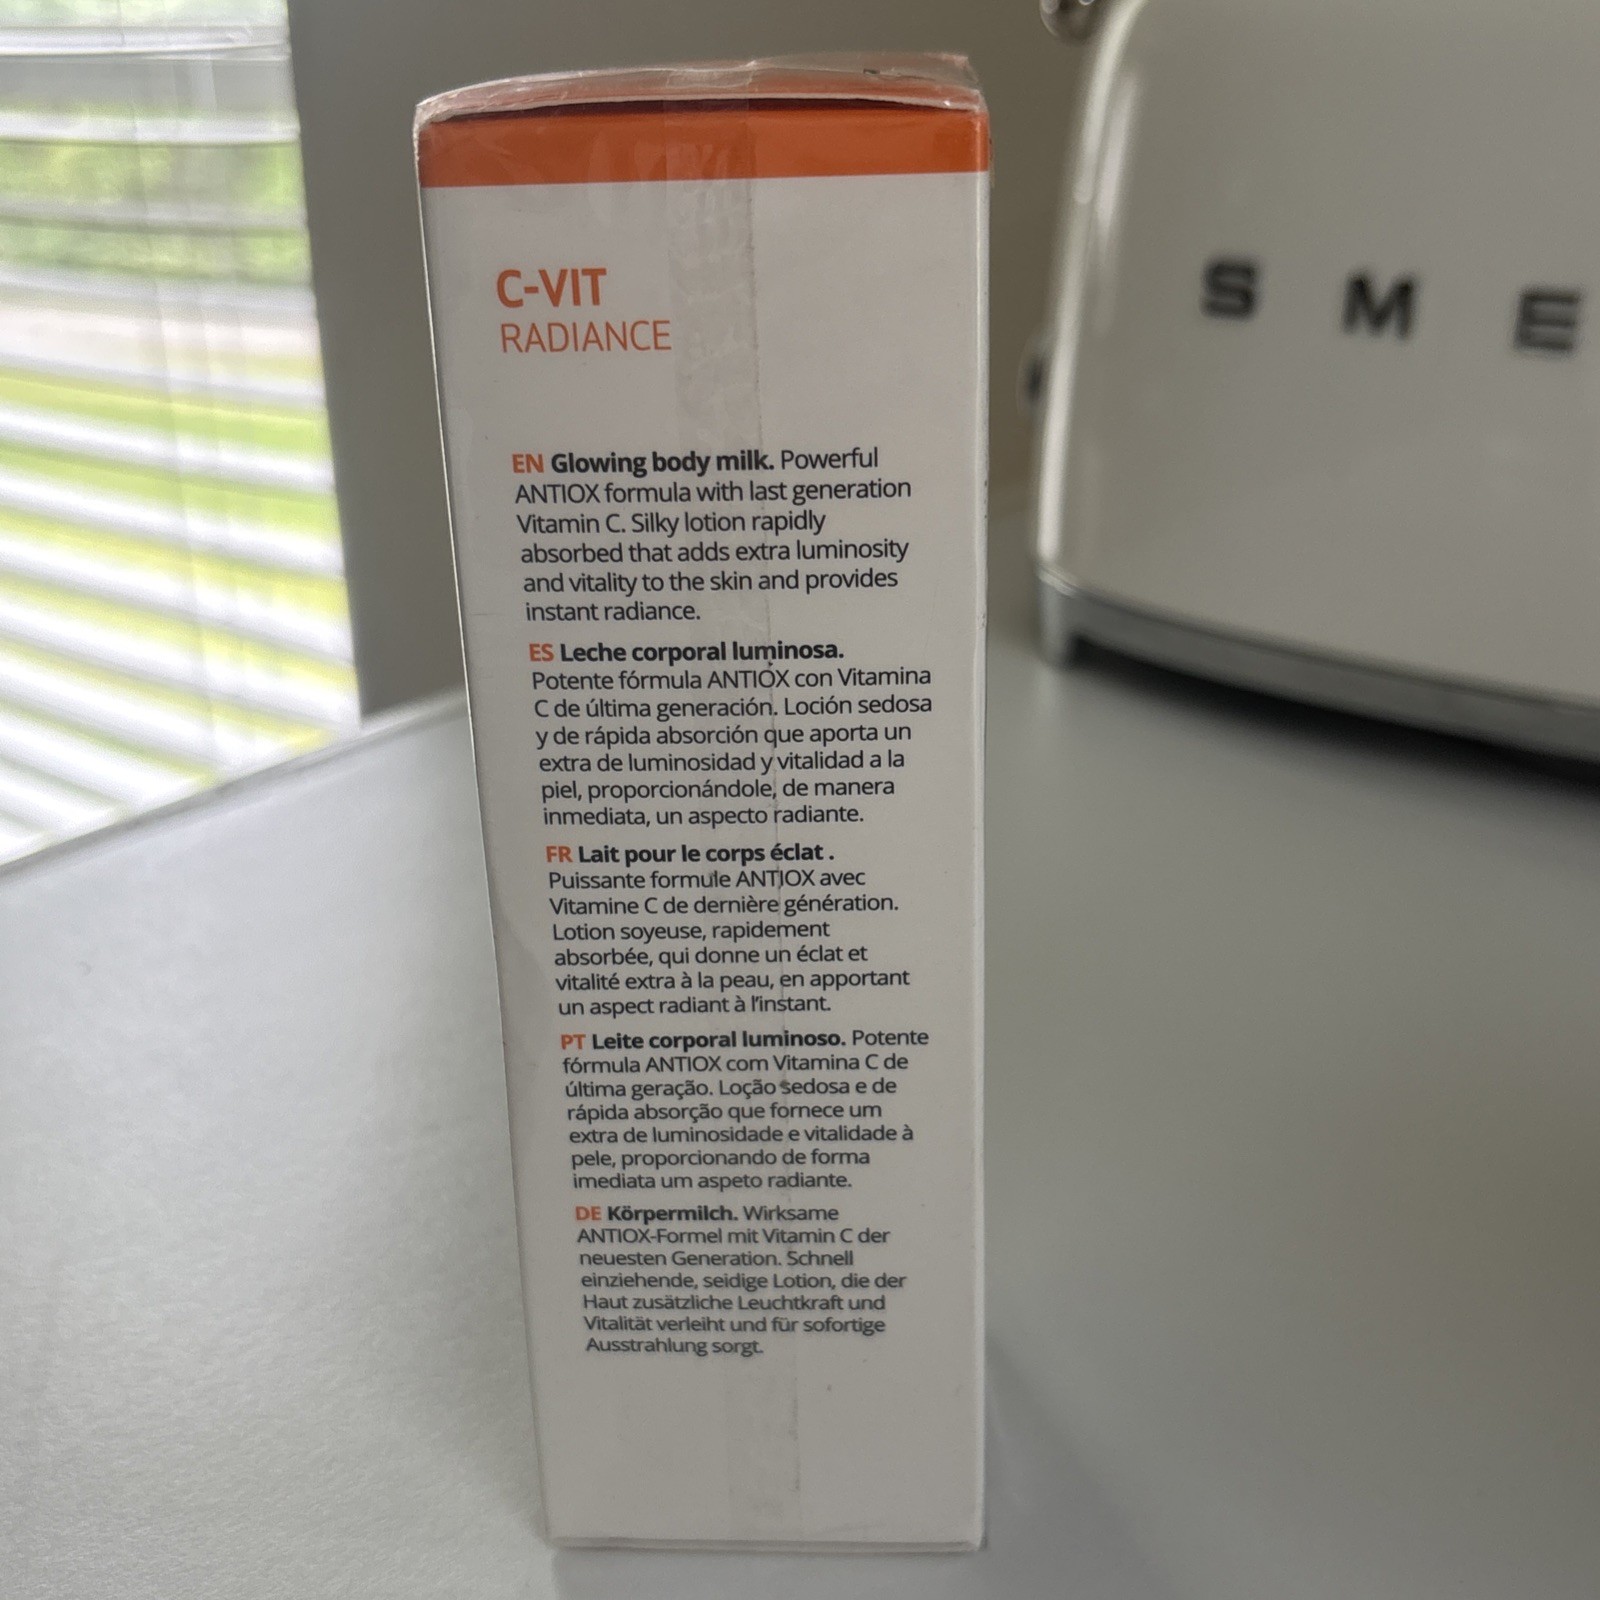 C-VIT
RADIANCE
EN Glowing body milk. Powerful
ANTIOX formula with last generation
Vitamin C. Silky lotion rapidly
absorbed that adds extra luminosity
and vitality to the skin and provides
instant radiance.
ES Leche corporal luminosa.
Potente fórmula ANTIOX con Vitamina
C de última generación. Loción sedosa
y de rápida absorción que aporta un
extra de luminosidad y vitalidad a la
piel, proporcionándole, de manera
inmediata, un aspecto radiante.
FR Lait pour le corps éclat .
Puissante formule ANTIOX avec
Vitamine C de dernière génération.
Lotion soyeuse, rapidement
absorbée, qui donne un éclat et
vitalité extra à la peau, en apportant
un aspect radiant à l'instant.
PT Leite corporal luminoso. Potente
fórmula ANTIOX com Vitamina C de
última geração. Loção sedosa e de
rápida absorção que fornece um
extra de luminosidade e vitalidade à
pele, proporcionando de forma
imediata um aspeto radiante.
DE Körpermilch. Wirksame
ANTIOX-Formel mit Vitamin C der
neuesten Generation. Schnell
einziehende, seidige Lotion, die der
Haut zusätzliche Leuchtkraft und
Vitalität verleiht und für sofortige
Ausstrahlung sorgt.
SME